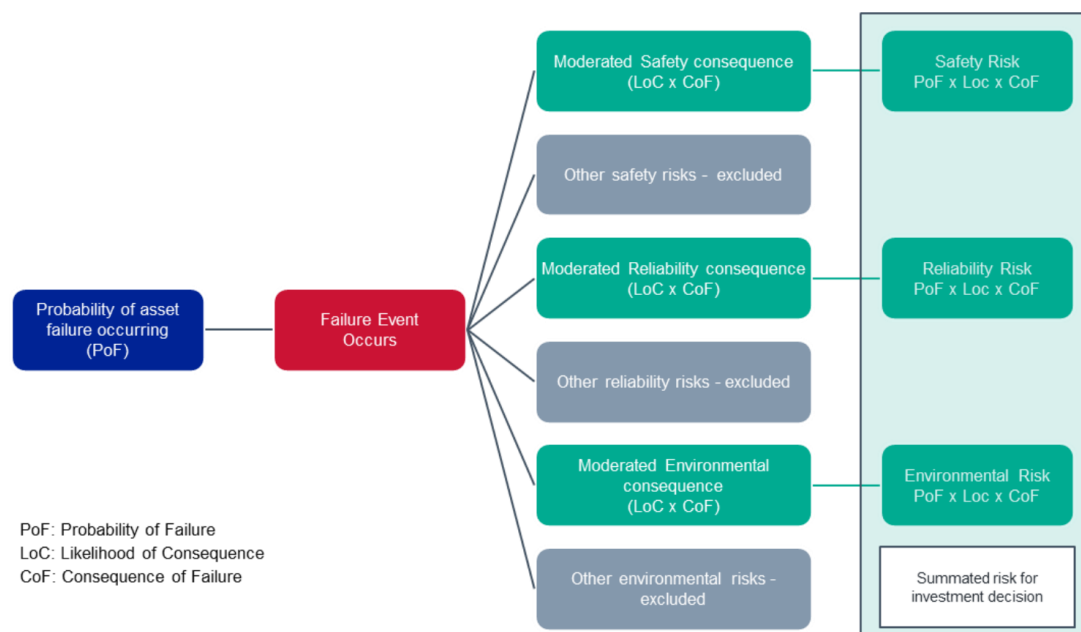 Probability of asset
failure occurring
(PoF)
Failure Event
Occurs
Moderated Safety consequence
(LoC x CoF)
Other safety risks - excluded
Moderated Reliability consequence
(LoC x CoF)
Other reliability risks - excluded
Moderated Environmental
consequence
(LoC x CoF)
Other environmental risks -
excluded
Safety Risk
PoF x Loc x CoF
Reliability Risk
PoF x Loc x CoF
Environmental Risk
PoF x Loc x CoF
Summated risk for
investment decision
PoF: Probability of Failure
LoC: Likelihood of Consequence
CoF: Consequence of Failure